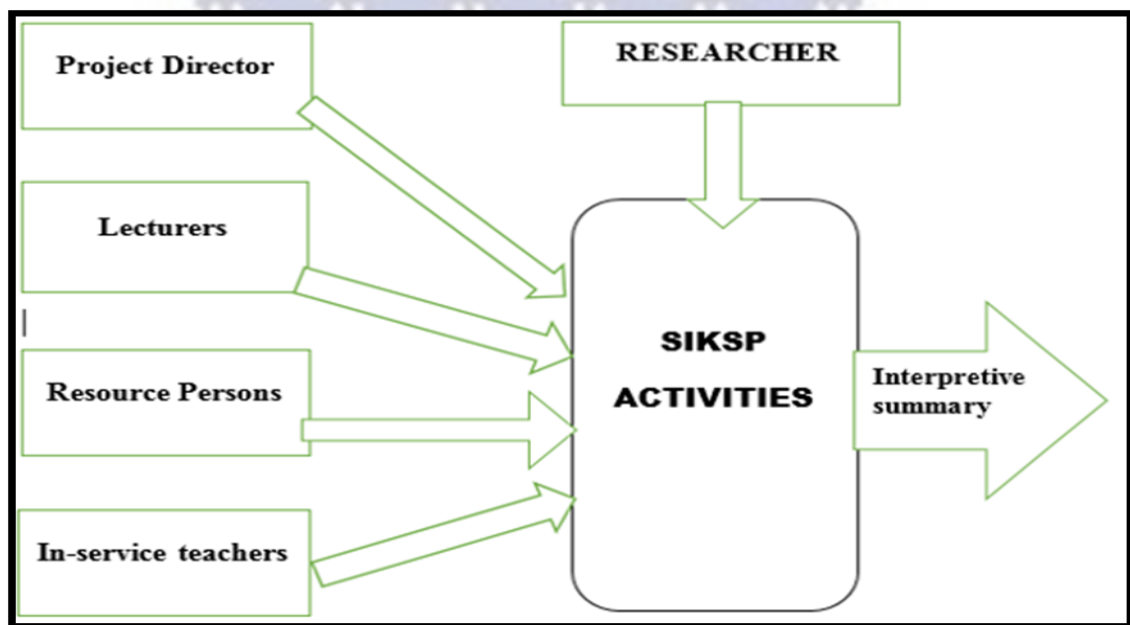 Project Director
RESEARCHER
Lecturers
Resource Persons
In-service teachers
SIKSP
ACTIVITIES
Interpretive
summary